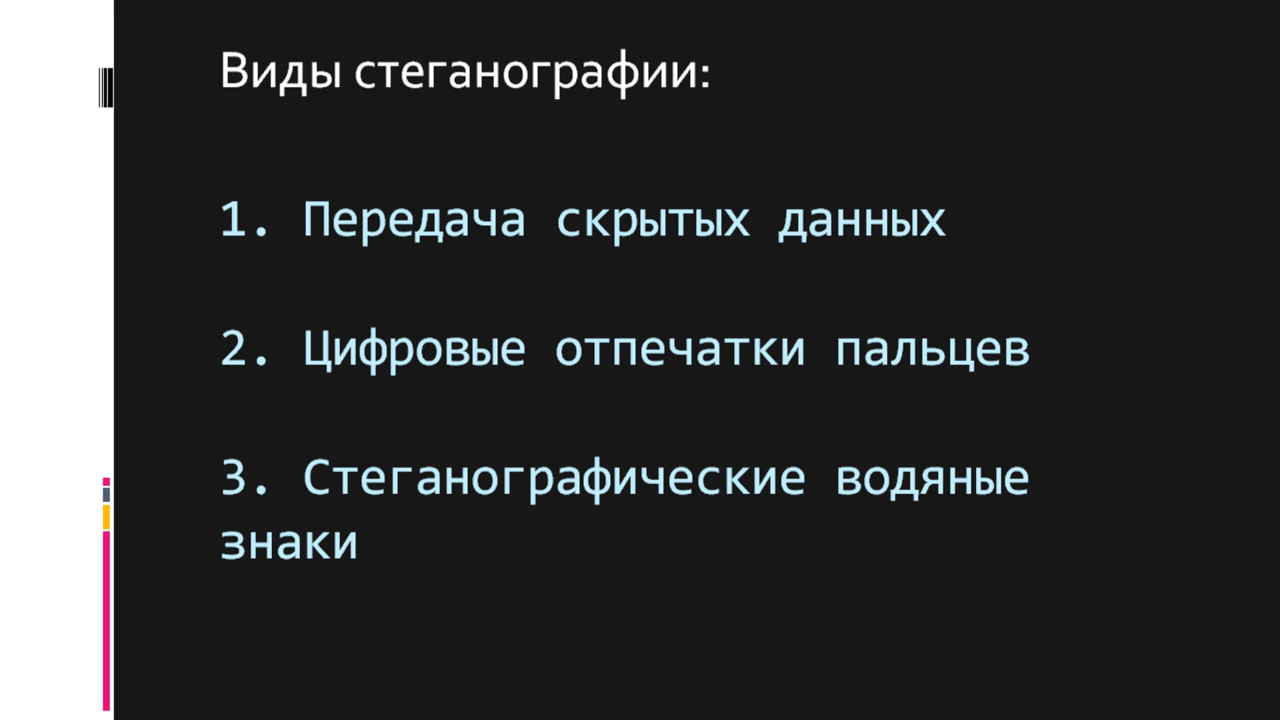 Виды стеганографии:
1. Передача скрытых данных
2. Цифровые отпечатки пальцев
3. Стеганографические водяные
знаки